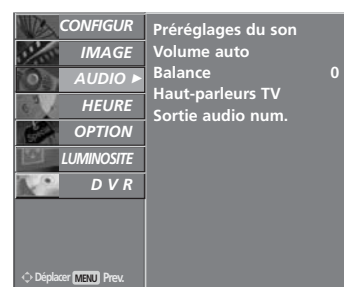 CONFIGUR
IMAGE
AUDIO
HEURE
OPTION
LUMINOSITE
D V R
Préréglages du son
Volume auto
Balance 0
Haut-parleurs TV
Sortie audio num.
Déplacer MENU Prev.